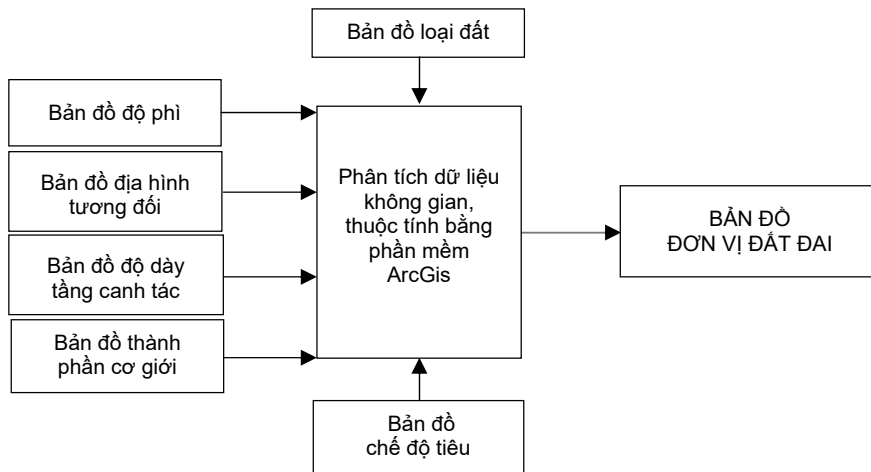 Bản đồ loại đất
Bản đồ độ phì
Bản đồ địa hình
tương đối
Bản đồ độ dày
tầng canh tác
Bản đồ thành
phần cơ giới
Phân tích dữ liệu
không gian,
thuộc tính bằng
phần mềm
ArcGis
Bản đồ
chế độ tiêu
BẢN ĐỒ
ĐƠN VỊ ĐẤT ĐAI